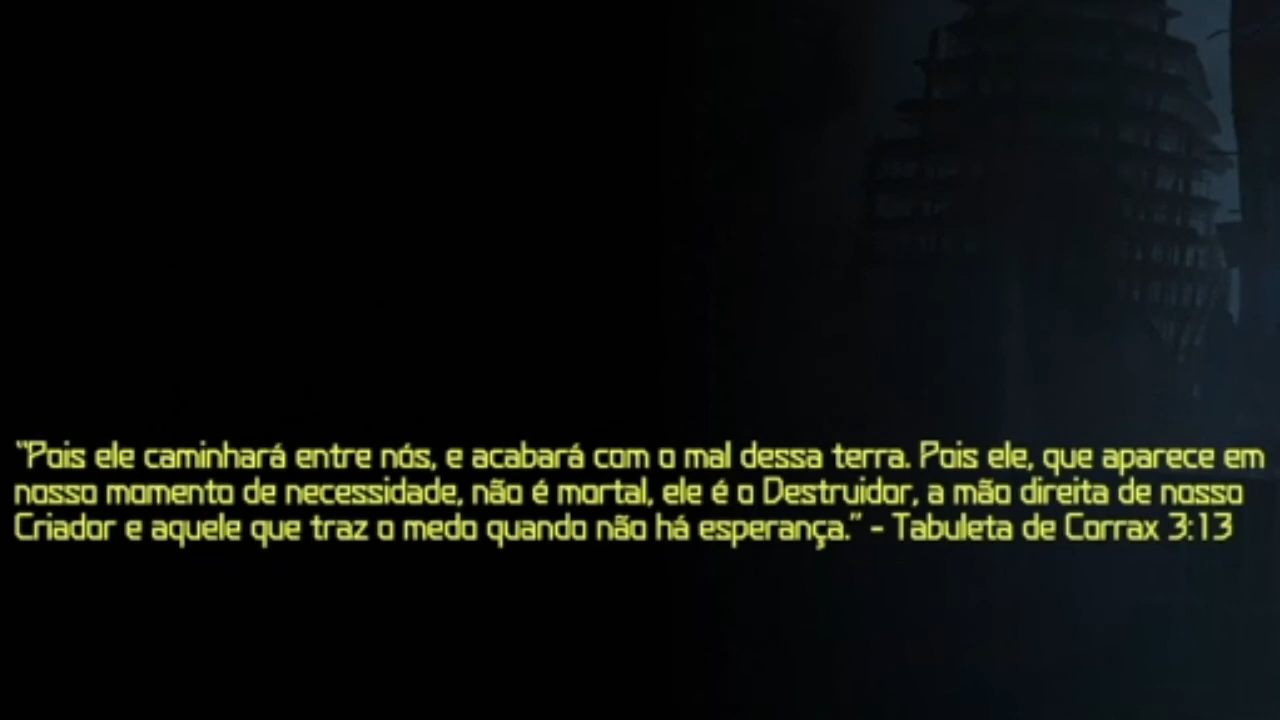 "Pois ele caminhará entre nós, e acabará com o mal dessa terra. Pois ele, que aparece em
nosso momento de necessidade, não é mortal, ele é o Destruidor, a mão direita de nosso
Criador e aquele que traz o medo quando não há esperança." - Tabuleta de Corrax 3:13